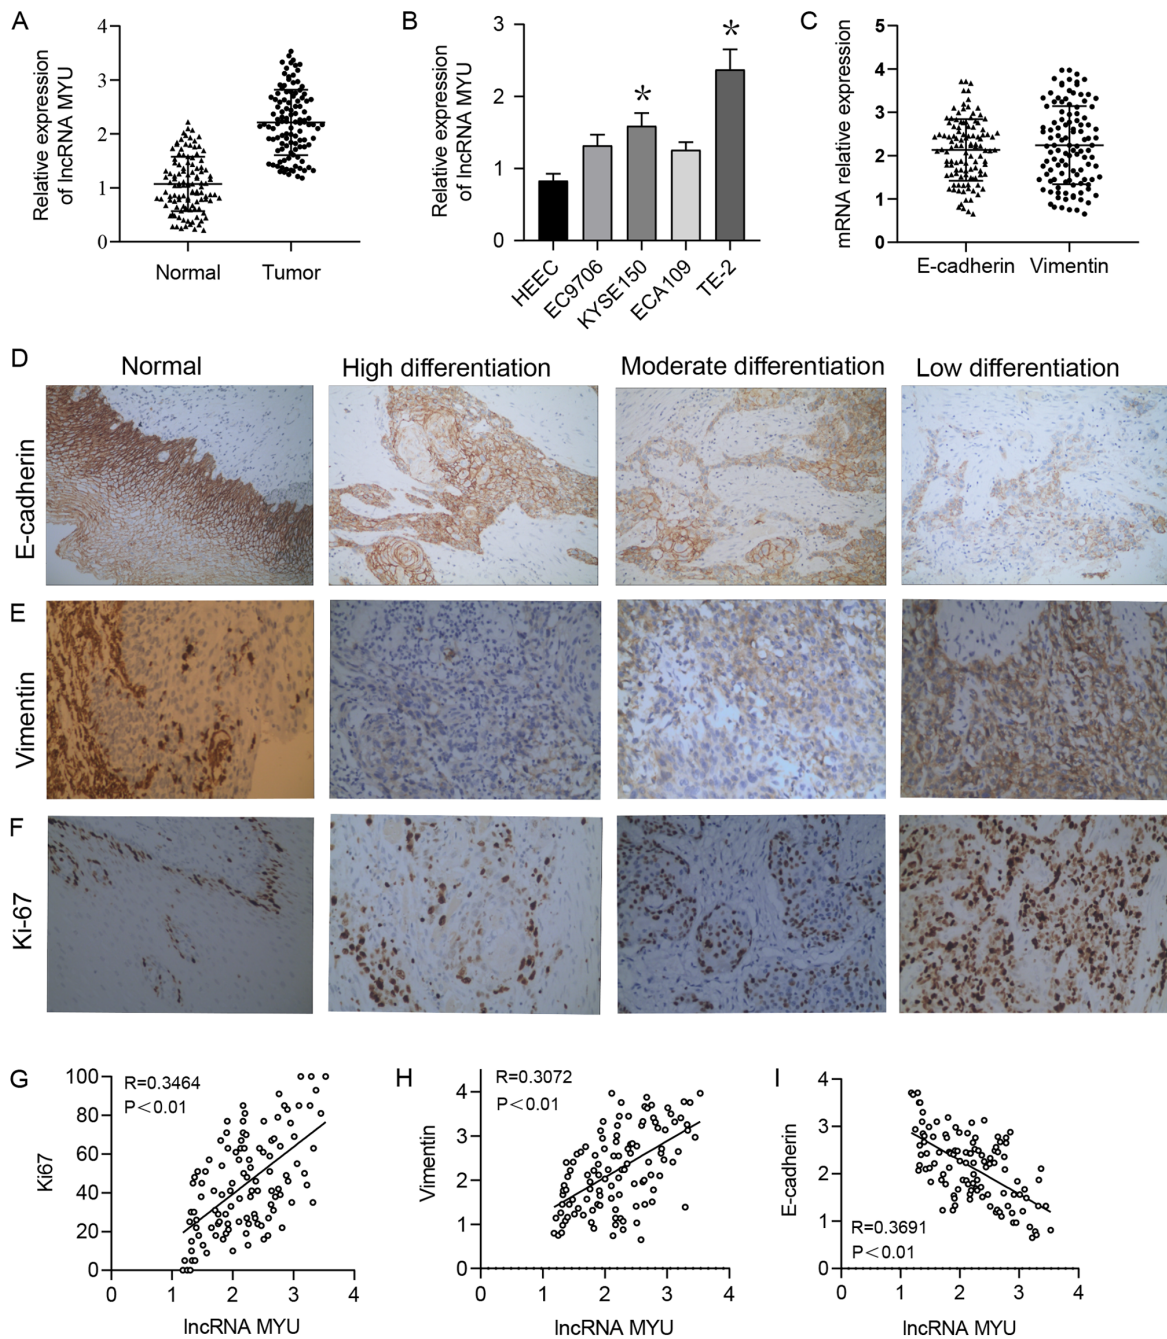 A
Relative expression
of lncRNA MYU
4
3
2
1
0
Normal
Tumor
B
Relative expression
of lncRNA MYU
3
2
1
0
*
*
HEEC
EC9706
KYSE150
ECA109
TE-2
C
mRNA relative expression
5
4
3
2
1
0
E-cadherin
Vimentin
D
Normal
High differentiation
Moderate differentiation
Low differentiation
E-cadherin
E
Vimentin
F
Ki-67
G
R=0.3464
P<0.01
Ki67
100
80
60
40
20
0
0 1 2 3 4
lncRNA MYU
H
R=0.3072
P<0.01
Vimentin
4
3
2
1
0
0 1 2 3 4
lncRNA MYU
I
E-cadherin
4
3
2
1
0
R=0.3691
P<0.01
0 1 2 3 4
lncRNA MYU